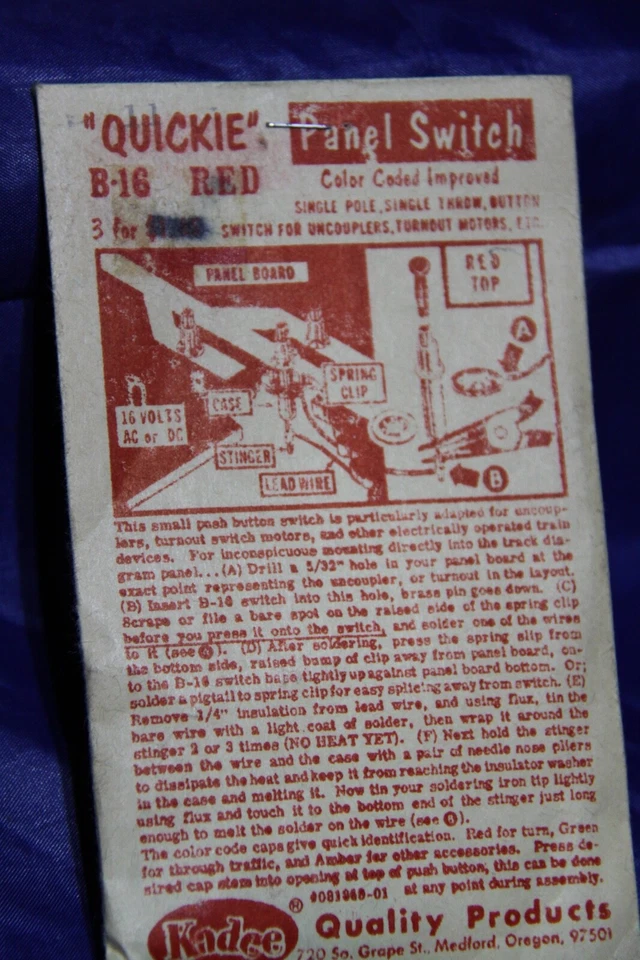 "QUICKIE" Panel Switch
B-16 RED Color Coded Improved
SINGLE POLE, SINGLE THROW, BUTTON
3 for SWITCH FOR UNCOUPLERS, TURNOUT MOTORS, ETC.
PANEL BOARD
RED
TOP
A
SPRING
CLIP
CASE
16 VOLTS
AC or DC
STINGER
LEAD WIRE
B
This small push button switch is particularly adapted for uncoup-
lers, turnout switch motors, and other electrically operated train
devices. For inconspicuous mounting directly into the track dia-
gram panel...(A) Drill a 5/32" hole in your panel board at the
exact point representing the uncoupler, or turnout in the layout.
(B) Insert B-16 switch into this hole, brass pin goes down. (C)
Scrape or file a bare spot on the raised side of the spring clip
before you press it onto the switch, and solder one of the wires
to it (see A). (D) After soldering, press the spring clip from
the bottom side, raised bump of clip away from panel board, on-
to the B-16 switch base tightly up against panel board bottom. Or;
solder a pigtail to spring clip for easy splicing away from switch. (E)
Remove 1/4" insulation from lead wire, and using flux, tin the
bare wire with a light coat of solder, then wrap it around the
stinger 2 or 3 times (NO HEAT YET). (F) Next hold the stinger
between the wire and the case with a pair of needle nose pliers
to dissipate the heat and keep it from reaching the insulator washer
in the case and melting it. Now tin your soldering iron tip lightly
using flux and touch it to the bottom end of the stinger just long
enough to melt the solder on the wire (see B).
The color code caps give quick identification. Red for turn, Green
for through traffic, and Amber for other accessories. Press de-
sired cap stem into opening at top of push button; this can be done
at any point during assembly.
Kadee ® Quality Products
720 So. Grape St., Medford, Oregon, 97501